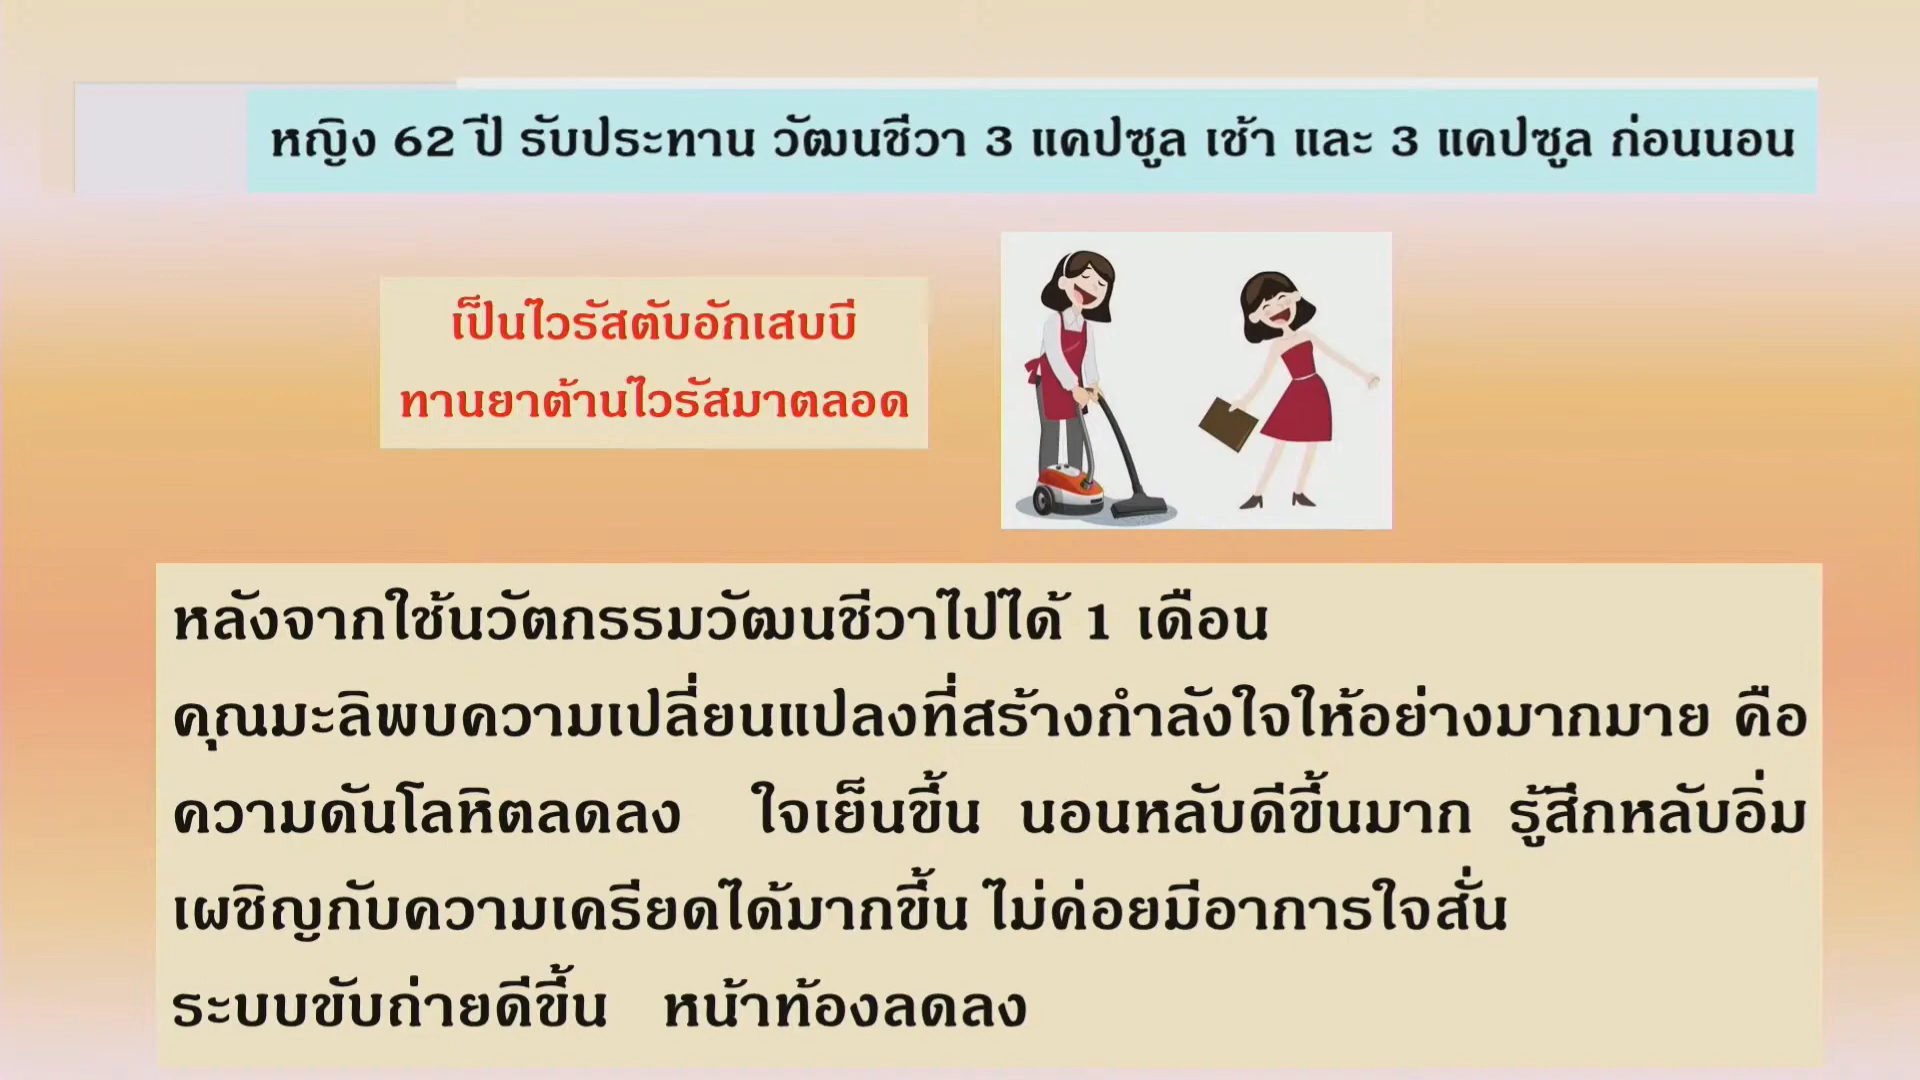 หญิง 62 ปี รับประทาน วัฒนชีวา 3 แคปซูล เช้า และ 3 แคปซูล ก่อนนอน
เป็นไวรัสตับอักเสบบี
ทานยาต้านไวรัสมาตลอด
หลังจากใช้นวัตกรรมวัฒนชีวาไปได้ 1 เดือน
คุณมะลิพบความเปลี่ยนแปลงที่สร้างกำลังใจให้อย่างมากมาย คือ
ความดันโลหิตลดลง ใจเย็นขึ้น นอนหลับดีขึ้นมาก รู้สึกหลับอิ่ม
เผชิญกับความเครียดได้มากขึ้น ไม่ค่อยมีอาการใจสั่น
ระบบขับถ่ายดีขึ้น หน้าท้องลดลง